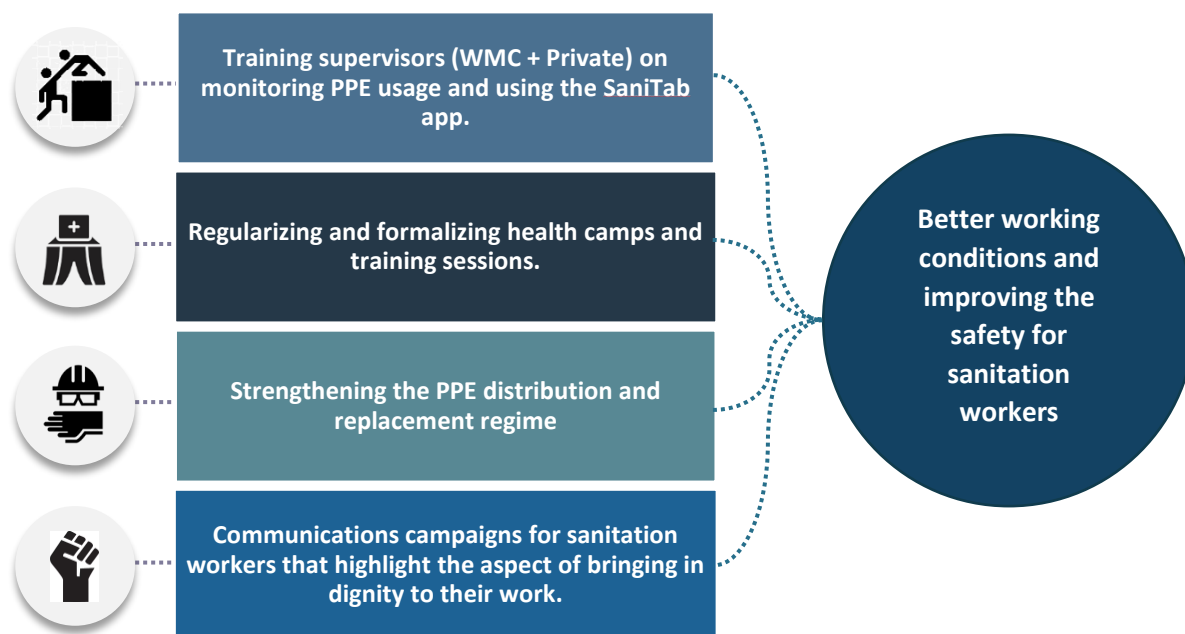 Training supervisors (WMC + Private) on
monitoring PPE usage and using the SaniTab
app.
Regularizing and formalizing health camps and
training sessions.
Strengthening the PPE distribution and
replacement regime
Communications campaigns for sanitation
workers that highlight the aspect of bringing in
dignity to their work.
Better working
conditions and
improving the
safety for
sanitation
workers